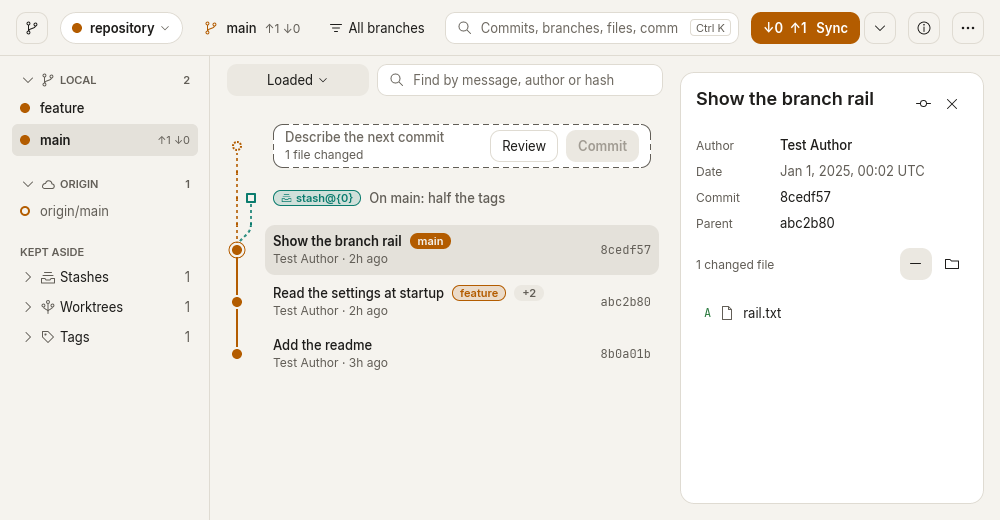 repository
main ↑1 ↓0
All branches
Commits, branches, files, comm Ctrl K
↓0 ↑1 Sync
LOCAL 2
feature
main ↑1 ↓0
ORIGIN 1
origin/main
KEPT ASIDE
Stashes 1
Worktrees 1
Tags 1
Loaded
Find by message, author or hash
Describe the next commit
1 file changed
Review
Commit
stash@{0} On main: half the tags
Show the branch rail main
Test Author · 2h ago
8cedf57
Read the settings at startup feature +2
Test Author · 2h ago
abc2b80
Add the readme
Test Author · 3h ago
8b0a01b
Show the branch rail
Author Test Author
Date Jan 1, 2025, 00:02 UTC
Commit 8cedf57
Parent abc2b80
1 changed file
A rail.txt